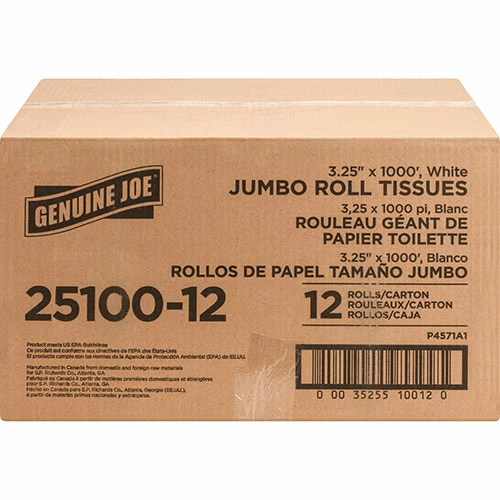 GENUINE JOE
3.25" x 1000', White
JUMBO ROLL TISSUES
3,25 x 1000 pi, Blanc
ROULEAU GÉANT DE
PAPIER TOILETTE
3.25" x 1000', Blanco
ROLLOS DE PAPEL TAMAÑO JUMBO
25100-12
12 ROLLS/CARTON
ROULEAUX/CARTON
ROLLOS/CAJA
P4571A1
Product meets US EPA Guidelines
Ce produit est conforme aux directives de l'EPA des États-Unis
El producto cumple con las normas de la Agencia de Protección Ambiental (EPA) de EE.UU.
Manufactured in Canada from domestic and foreign raw materials
for S.P. Richards Co., Atlanta, GA
Fabriqué au Canada à partir de matières premières domestiques et étrangères
pour S.P. Richards Co., Atlanta, GA
Hecho en Canadá para S.P. Richards Co., Atlanta, Georgia (EE.UU.),
a partir de materias primas nacionales y extranjeras.
0 00 35255 10012 0